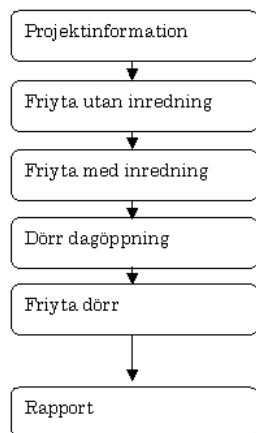 Projektinformation
Friyta utan inredning
Friyta med inredning
Dörr dagöppning
Friyta dörr
Rapport